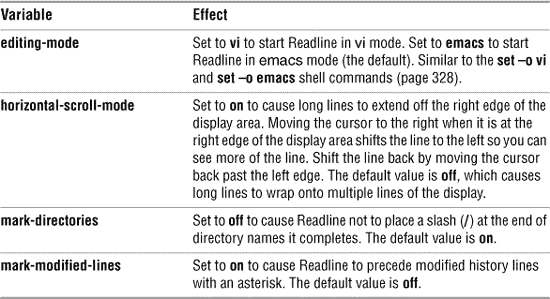 Variable Effect
editing-mode Set to vi to start Readline in vi mode. Set to emacs to start
Readline in emacs mode (the default). Similar to the set –o vi
and set –o emacs shell commands (page 328).
horizontal-scroll-mode Set to on to cause long lines to extend off the right edge of the
display area. Moving the cursor to the right when it is at the
right edge of the display area shifts the line to the left so you can
see more of the line. Shift the line back by moving the cursor
back past the left edge. The default value is off, which causes
long lines to wrap onto multiple lines of the display.
mark-directories Set to off to cause Readline not to place a slash (/) at the end of
directory names it completes. The default value is on.
mark-modified-lines Set to on to cause Readline to precede modified history lines
with an asterisk. The default value is off.